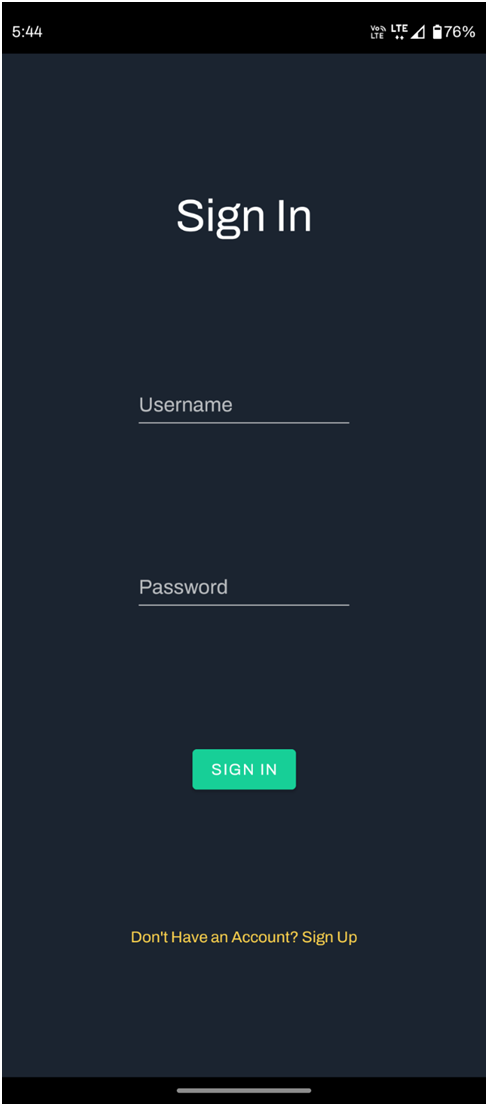 5:44 Vo LTE LTE 76%
Sign In
Username
Password
SIGN IN
Don't Have an Account? Sign Up